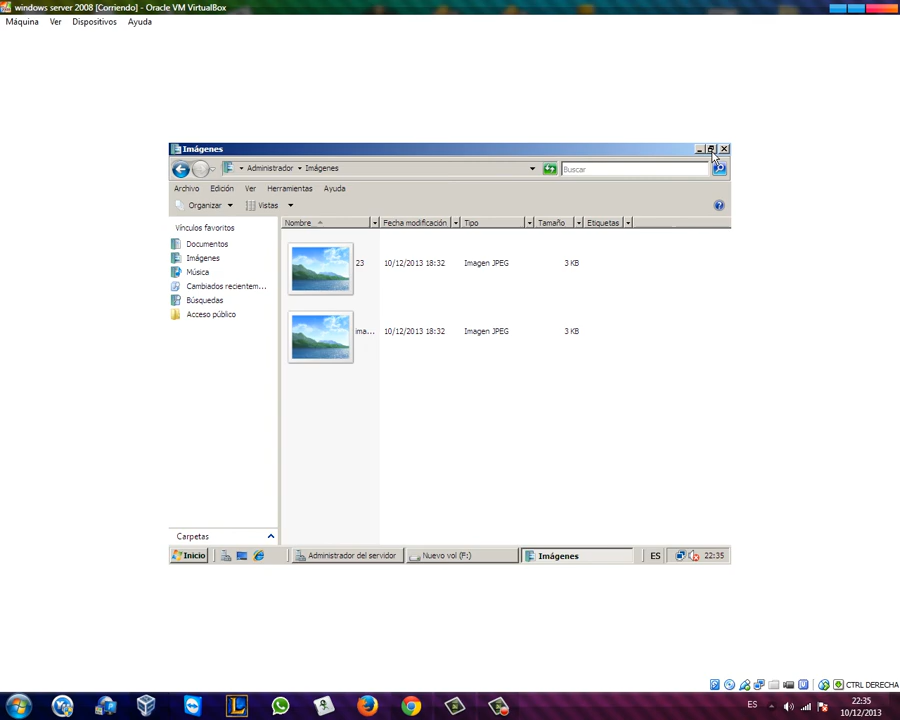 windows server 2008 [Corriendo] - Oracle VM VirtualBox
Máquina Ver Dispositivos Ayuda
Imágenes
Administrador Imágenes
Buscar
Archivo Edición Ver Herramientas Ayuda
Organizar Vistas
Vínculos favoritos
Documentos
Imágenes
Música
Cambiados recientem...
Búsquedas
Acceso público
Carpetas
Nombre Fecha modificación Tipo Tamaño Etiquetas
23 10/12/2013 18:32 Imagen JPEG 3 KB
ima... 10/12/2013 18:32 Imagen JPEG 3 KB
Inicio Administrador del servidor Nuevo vol (F:) Imágenes ES 22:35
CTRL DERECHA
ES 22:35
10/12/2013